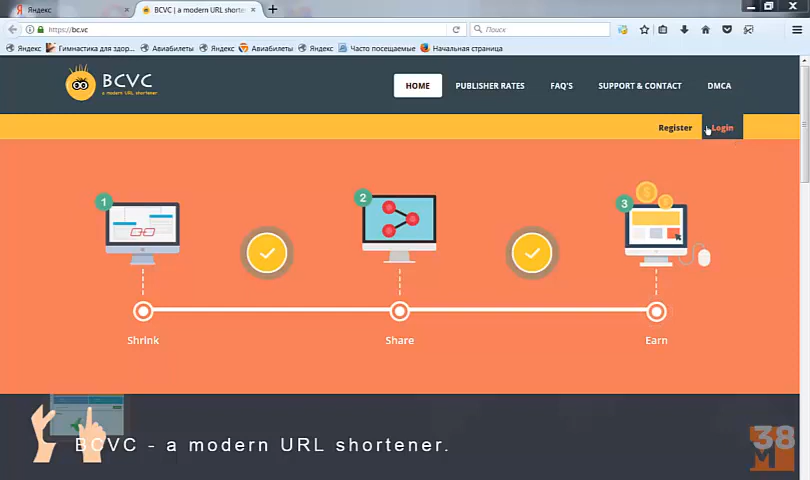 Яндекс
BCVC | a modern URL shorte
https://bc.vc
Поиск
Яндекс Гимнастика для здор... Авиабилеты Яндекс Авиабилеты Яндекс Часто посещаемые Начальная страница
BCVC
a modern URL shortener
HOME PUBLISHER RATES FAQ'S SUPPORT & CONTACT DMCA
Register Login
1 2 3
Shrink Share Earn
BCVC - a modern URL shortener.
38
M